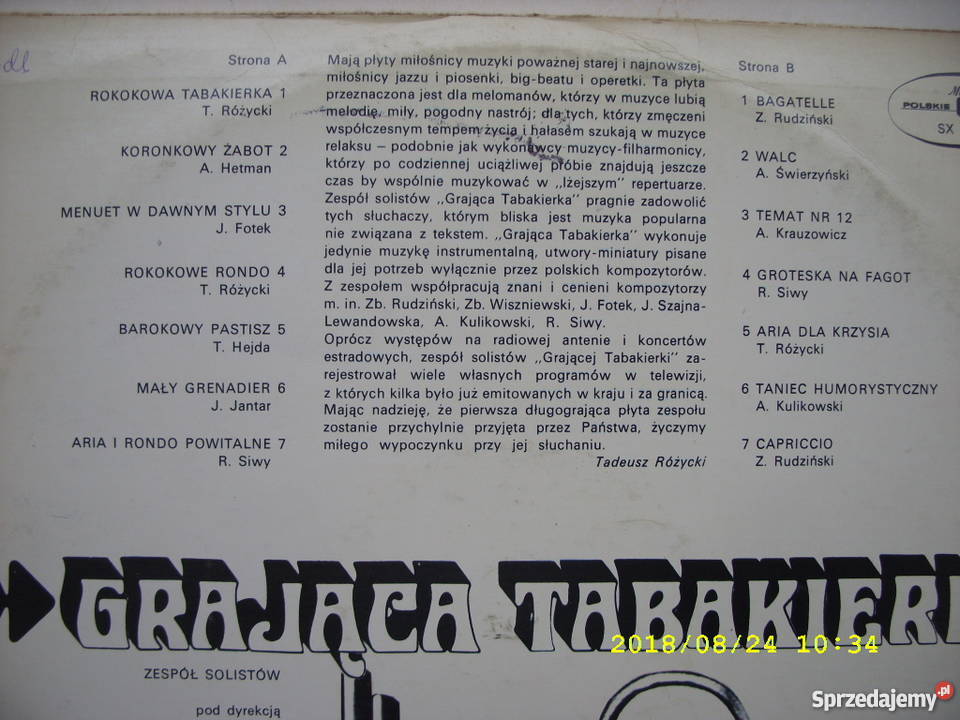 Strona A
ROKOKOWA TABAKIERKA 1
T. Różycki
KORONKOWY ŻABOT 2
A. Hetman
MENUET W DAWNYM STYLU 3
J. Fotek
ROKOKOWE RONDO 4
T. Różycki
BAROKOWY PASTISZ 5
T. Hejda
MAŁY GRENADIER 6
J. Jantar
ARIA I RONDO POWITALNE 7
R. Siwy
Mają płyty miłośnicy muzyki poważnej starej i najnowszej,
miłośnicy jazzu i piosenki, big-beatu i operetki. Ta płyta
przeznaczona jest dla melomanów, którzy w muzyce lubią
melodię, miły, pogodny nastrój; dla tych, którzy zmęczeni
współczesnym tempem życia i hałasem szukają w muzyce
relaksu – podobnie jak wykonawcy muzycy-filharmonicy,
którzy po codziennej uciążliwej próbie znajdują jeszcze
czas by wspólnie muzykować w „lżejszym" repertuarze.
Zespół solistów „Grająca Tabakierka" pragnie zadowolić
tych słuchaczy, którym bliska jest muzyka popularna
nie związana z tekstem. „Grająca Tabakierka" wykonuje
jedynie muzykę instrumentalną, utwory-miniatury pisane
dla jej potrzeb wyłącznie przez polskich kompozytorów.
Z zespołem współpracują znani i cenieni kompozytorzy
m. in. Zb. Rudziński, Zb. Wiszniewski, J. Fotek, J. Szajna-
Lewandowska, A. Kulikowski, R. Siwy.
Oprócz występów na radiowej antenie i koncertów
estradowych, zespół solistów „Grającej Tabakierki" za-
rejestrował wiele własnych programów w telewizji,
z których kilka było już emitowanych w kraju i za granicą.
Mając nadzieję, że pierwsza długogrająca płyta zespołu
zostanie przychylnie przyjęta przez Państwa, życzymy
miłego wypoczynku przy jej słuchaniu.
Tadeusz Różycki
Strona B
1 BAGATELLE
Z. Rudziński
2 WALC
A. Świerzyński
3 TEMAT NR 12
A. Krauzowicz
4 GROTESKA NA FAGOT
R. Siwy
5 ARIA DLA KRZYSIA
T. Różycki
6 TANIEC HUMORYSTYCZNY
A. Kulikowski
7 CAPRICCIO
Z. Rudziński
POLSKIE
SX
GRAJĄCA TABAKIER
2018/08/24 10:34
ZESPÓŁ SOLISTÓW
pod dyrekcją
Sprzedajemy.pl